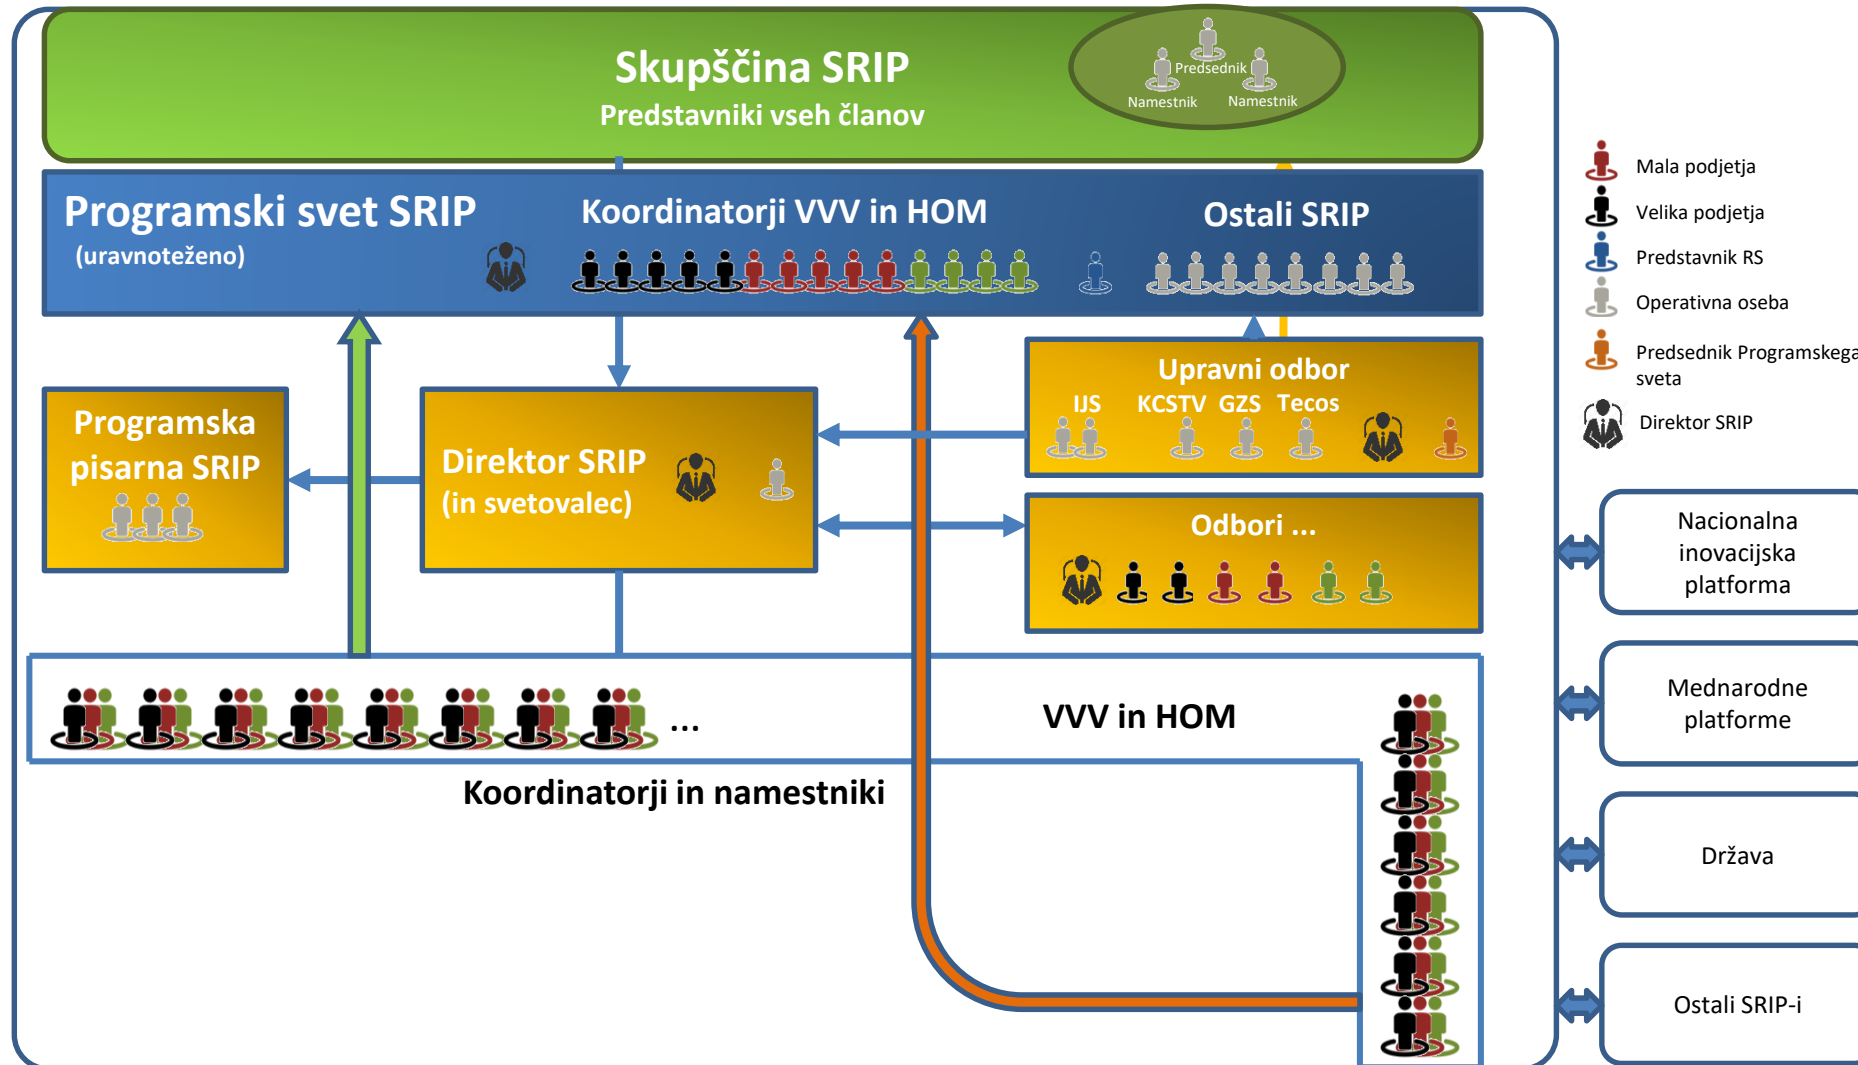 Skupščina SRIP
Predstavniki vseh članov
Predsednik
Namestnik
Namestnik
Programski svet SRIP
(uravnoteženo)
Koordinatorji VVV in HOM
Ostali SRIP
Mala podjetja
Velika podjetja
Predstavnik RS
Operativna oseba
Predsednik Programskega
sveta
Direktor SRIP
Upravni odbor
IJS
KCSTV
GZS
Tecos
Programska
pisarna SRIP
Direktor SRIP
(in svetovalec)
Odbori ...
Nacionalna
inovacijska
platforma
...
VVV in HOM
Mednarodne
platforme
Koordinatorji in namestniki
Država
Ostali SRIP-i